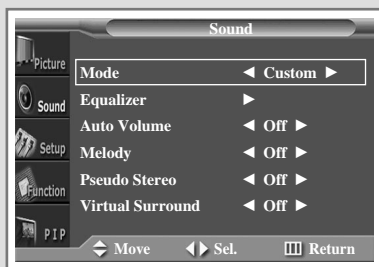 Sound
Picture
Sound
Setup
Function
PIP
Mode ◀ Custom ▶
Equalizer ▶
Auto Volume ◀ Off ▶
Melody ◀ Off ▶
Pseudo Stereo ◀ Off ▶
Virtual Surround ◀ Off ▶
Move Sel. Return